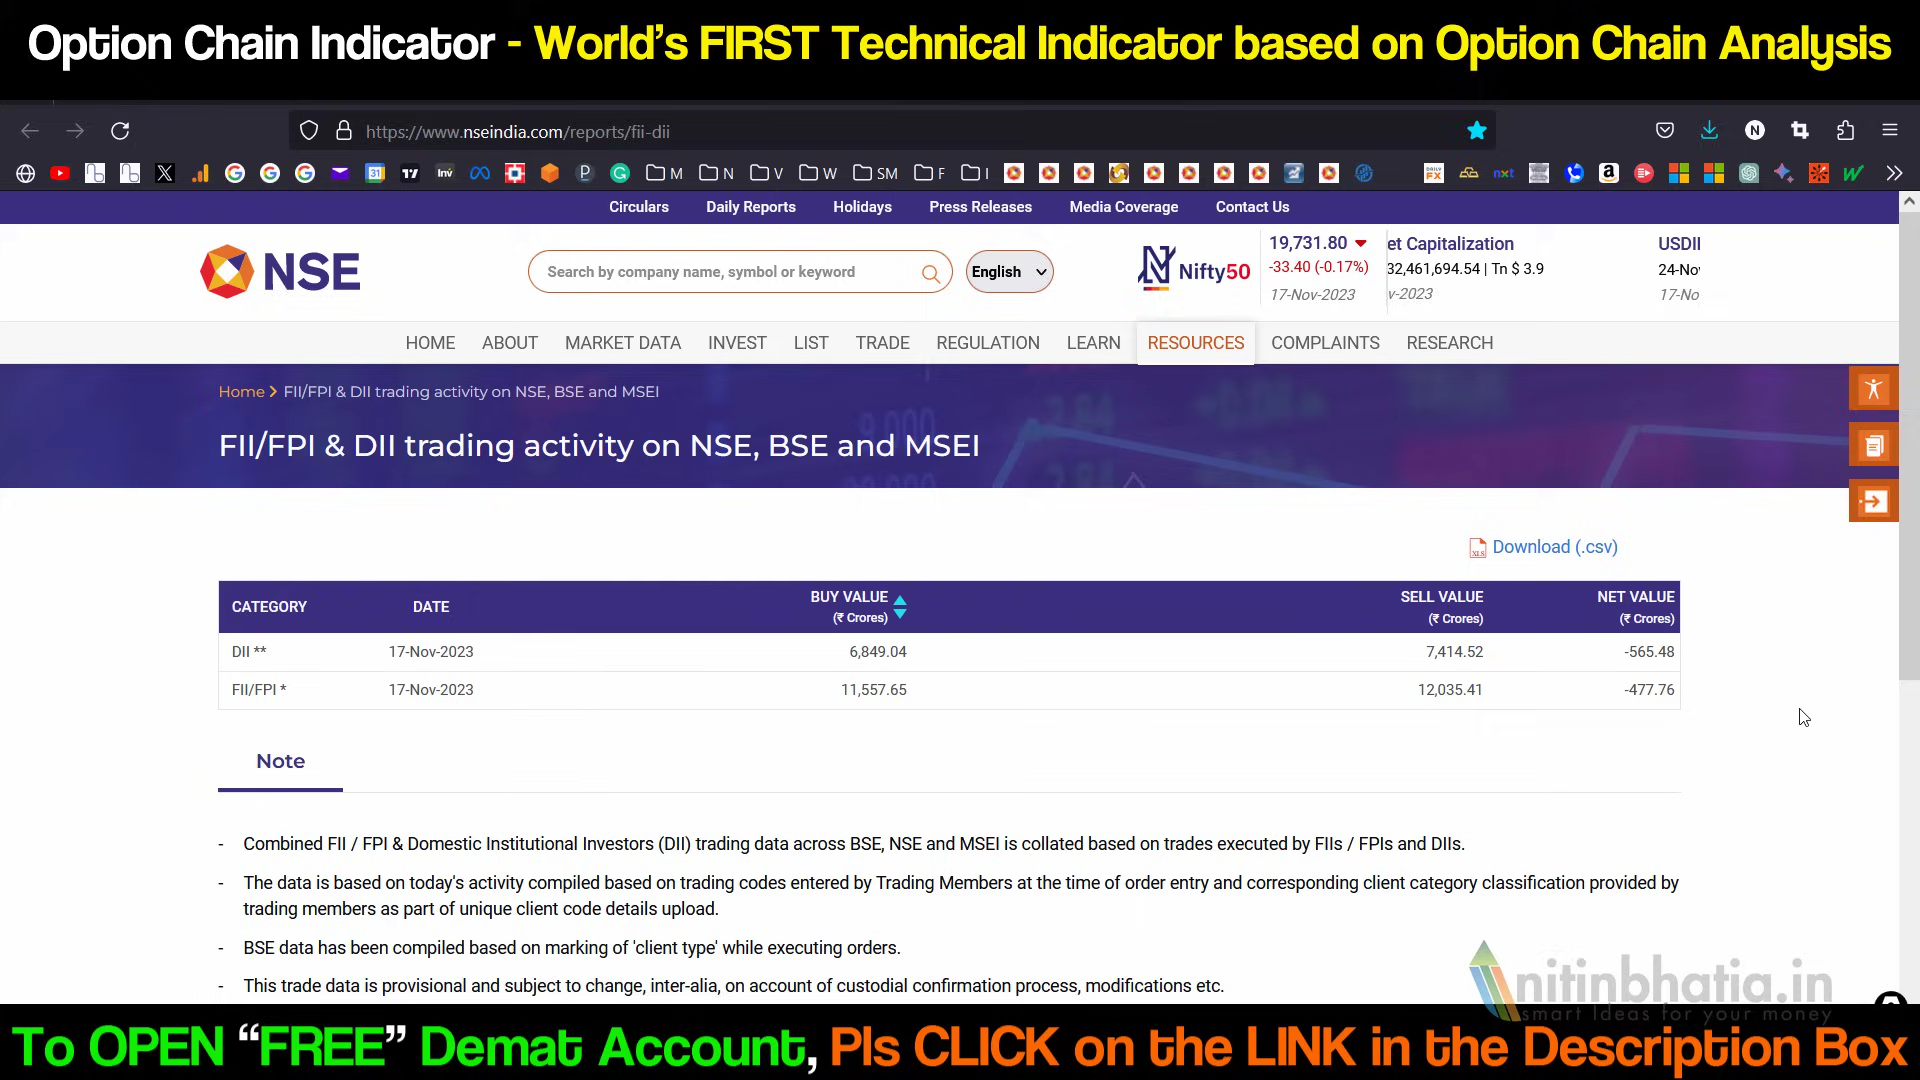 Option Chain Indicator - World's FIRST Technical Indicator based on Option Chain Analysis
https://www.nseindia.com/reports/fii-dii
M N V W SM F I
Circulars Daily Reports Holidays Press Releases Media Coverage Contact Us
NSE
Search by company name, symbol or keyword
English
Nifty50
19,731.80
-33.40 (-0.17%)
17-Nov-2023
et Capitalization
32,461,694.54 | Tn $ 3.9
v-2023
USDI
24-No
17-No
HOME ABOUT MARKET DATA INVEST LIST TRADE REGULATION LEARN RESOURCES COMPLAINTS RESEARCH
Home > FII/FPI & DII trading activity on NSE, BSE and MSEI
FII/FPI & DII trading activity on NSE, BSE and MSEI
Download (.csv)
CATEGORY DATE BUY VALUE (₹ Crores) SELL VALUE (₹ Crores) NET VALUE (₹ Crores)
DII ** 17-Nov-2023 6,849.04 7,414.52 -565.48
FII/FPI * 17-Nov-2023 11,557.65 12,035.41 -477.76
Note
- Combined FII / FPI & Domestic Institutional Investors (DII) trading data across BSE, NSE and MSEI is collated based on trades executed by FIIs / FPIs and DIIs.
- The data is based on today's activity compiled based on trading codes entered by Trading Members at the time of order entry and corresponding client category classification provided by
trading members as part of unique client code details upload.
- BSE data has been compiled based on marking of 'client type' while executing orders.
- This trade data is provisional and subject to change, inter-alia, on account of custodial confirmation process, modifications etc.
nitinbhatia.in
smart Ideas for your money
To OPEN "FREE" Demat Account, Pls CLICK on the LINK in the Description Box